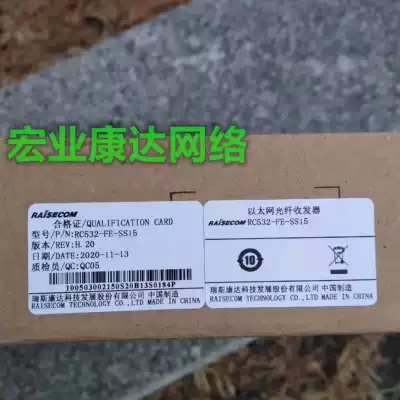 宏业康达网络
RAISECOM
合格证/QUALIFICATION CARD
型号/P/N:RC532-FE-SS15
版本/REV:H.20
日期/DATE:2020-11-13
质检员/QC:QC05
瑞斯康达科技发展股份有限公司 中国制造
RAISECOM TECHNOLOGY CO.,LTD MADE IN CHINA
100503002150S20B13S0184P
以太网光纤收发器
RAISECOM RC532-FE-SS15
10
瑞斯康达科技发展股份有限公司 中国制造
RAISECOM TECHNOLOGY CO.,LTD MADE IN CHINA